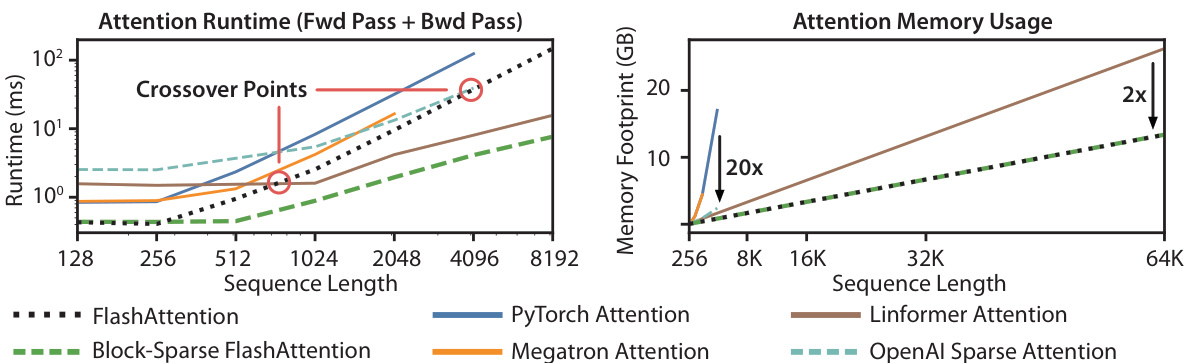 Attention Runtime (Fwd Pass + Bwd Pass)
Runtime (ms)
10²
10¹
10⁰
Crossover Points
128 256 512 1024 2048 4096 8192
Sequence Length
Attention Memory Usage
Memory Footprint (GB)
20
10
20x
2x
256 8K 16K 32K 64K
Sequence Length
FlashAttention
Block-Sparse FlashAttention
PyTorch Attention
Megatron Attention
Linformer Attention
OpenAI Sparse Attention